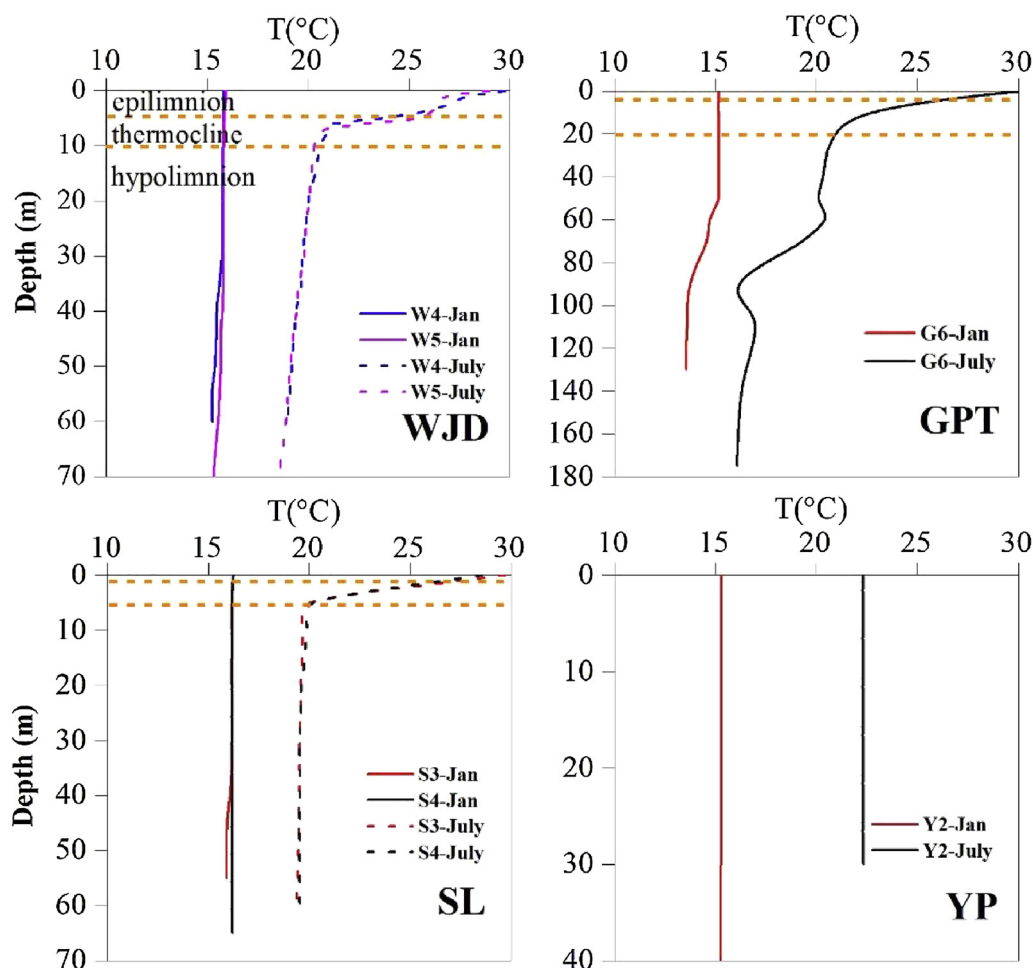 T(°C)
10 15 20 25 30
0
10
20
30
40
50
60
70
Depth (m)
epilimnion
thermocline
hypolimnion
W4-Jan
W5-Jan
W4-July
W5-July
WJD
T(°C)
10 15 20 25 30
0
20
40
60
80
100
120
140
160
180
G6-Jan
G6-July
GPT
T(°C)
10 15 20 25 30
0
10
20
30
40
50
60
70
Depth (m)
S3-Jan
S4-Jan
S3-July
S4-July
SL
T(°C)
10 15 20 25 30
0
10
20
30
40
Y2-Jan
Y2-July
YP